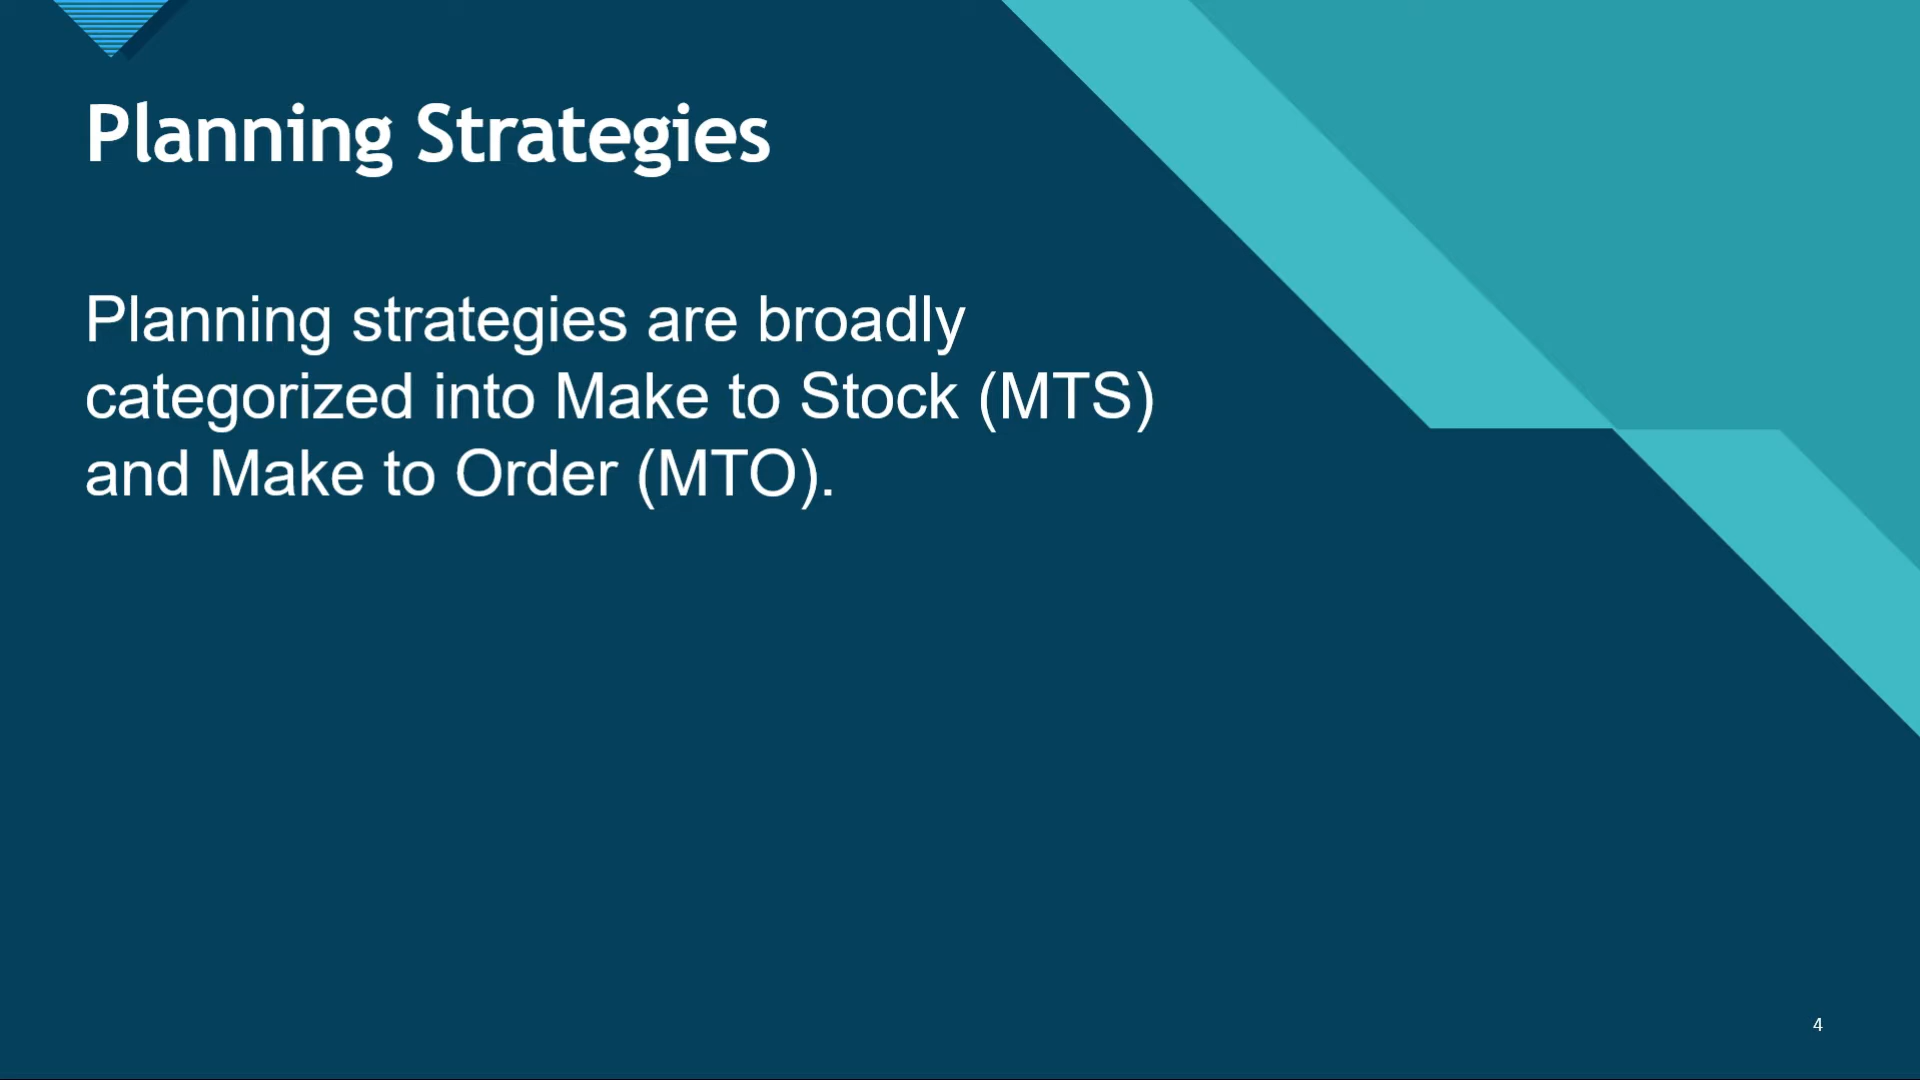 Planning Strategies
Planning strategies are broadly
categorized into Make to Stock (MTS)
and Make to Order (MTO).
4